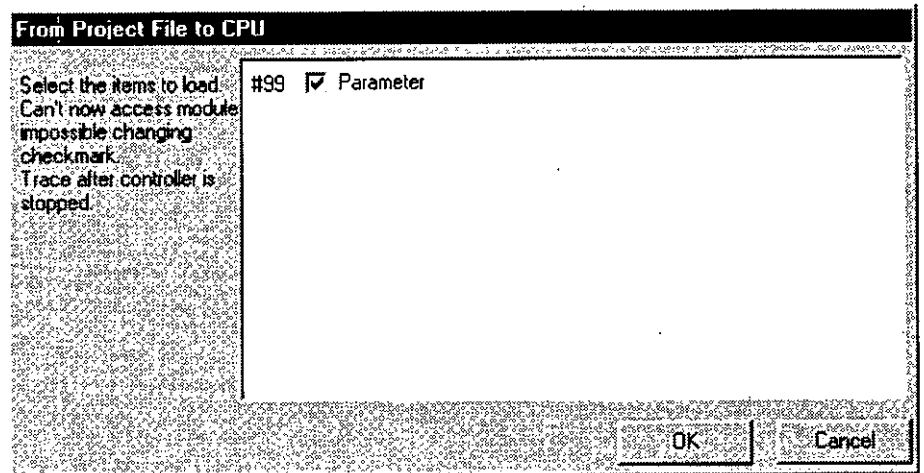 From Project File to CPU
Select the items to load.
Can't now access module
impossible changing
checkmark.
Trace after controller is
stopped.
#99 Parameter
OK Cancel